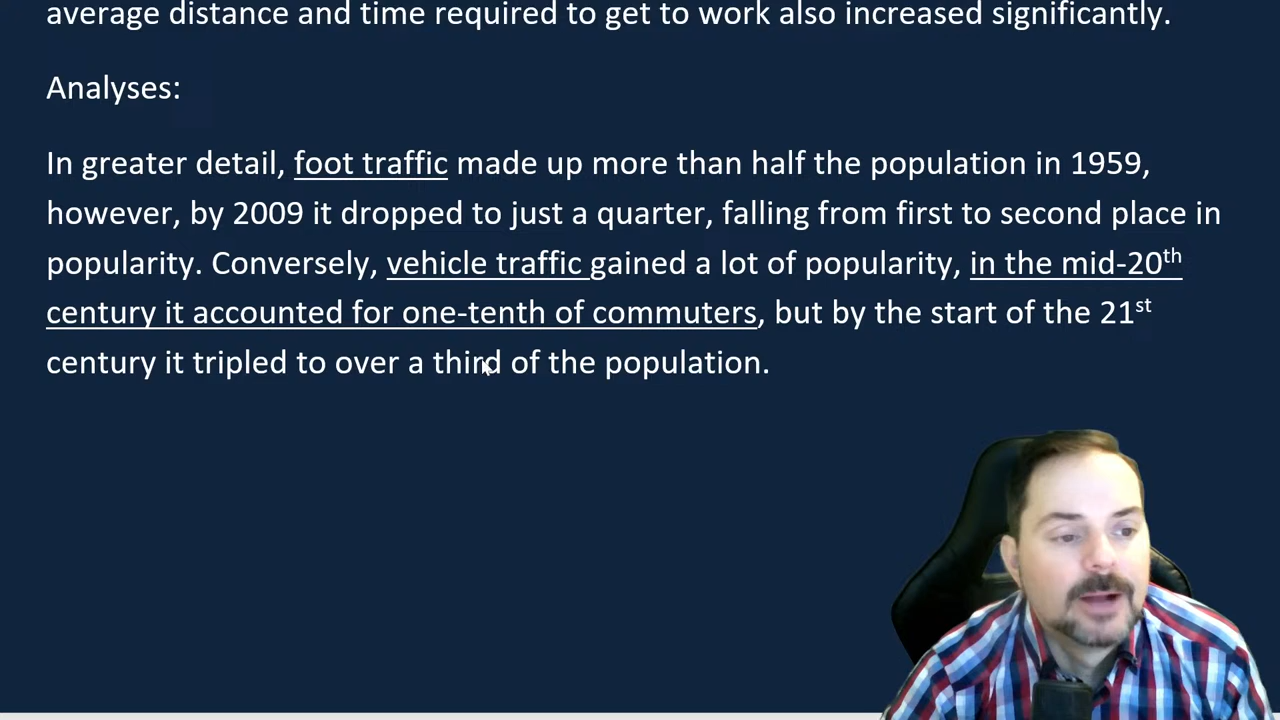 average distance and time required to get to work also increased significantly.
Analyses:
In greater detail, foot traffic made up more than half the population in 1959,
however, by 2009 it dropped to just a quarter, falling from first to second place in
popularity. Conversely, vehicle traffic gained a lot of popularity, in the mid-20th
century it accounted for one-tenth of commuters, but by the start of the 21st
century it tripled to over a third of the population.